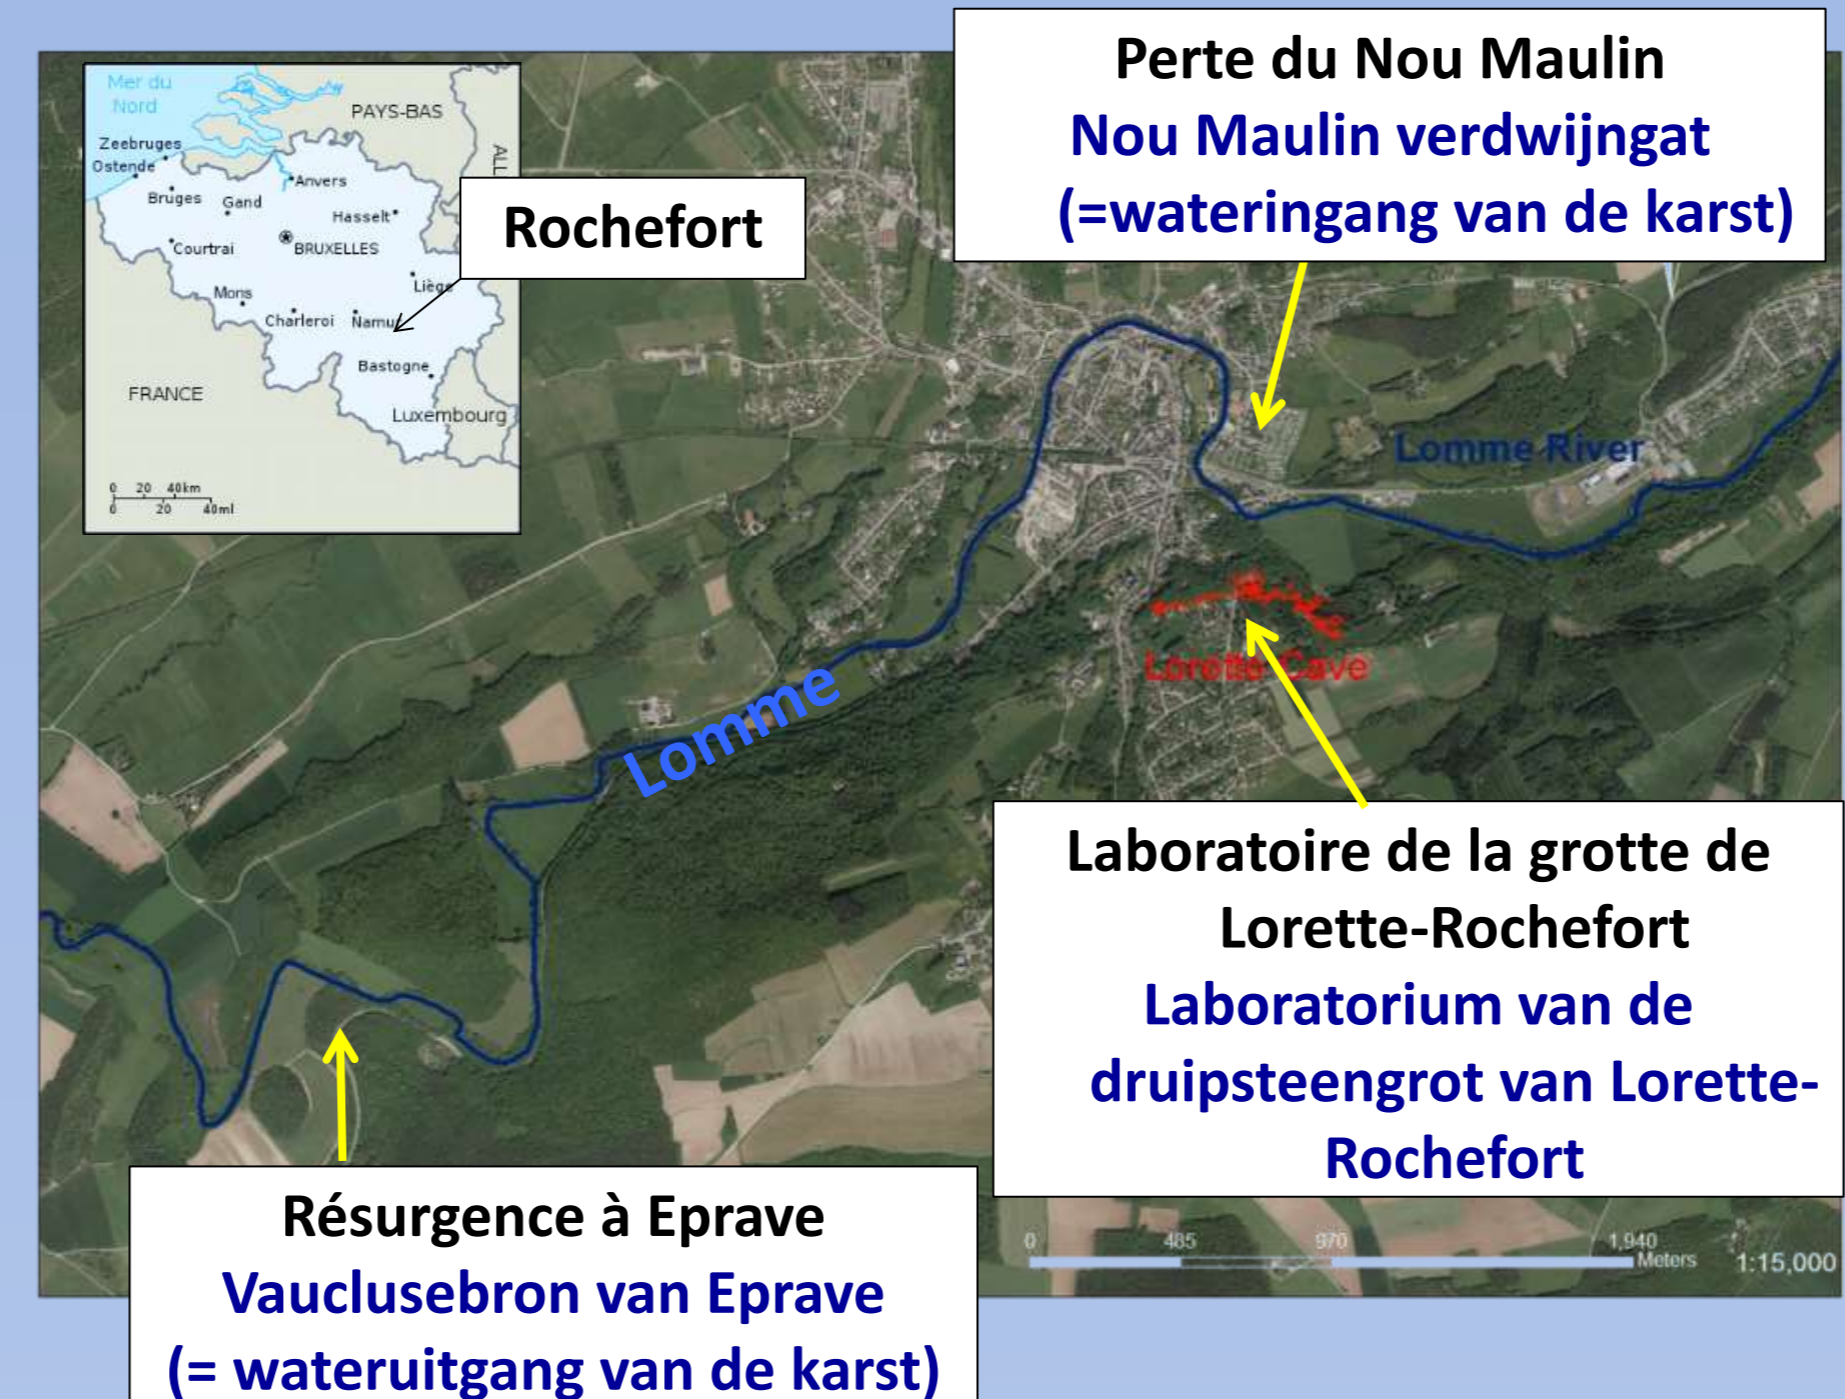 Perte du Nou Maulin
Nou Maulin verdwijngat
(=wateringang van de karst)
Mer du
Nord
PAYS-BAS
ALL
Zeebruges
Ostende
Anvers
Bruges
Gand
Hasselt
Rochefort
Courtrai
BRUXELLES
Liège
Mons
Charleroi
Namur
Bastogne
FRANCE
Luxembourg
0 20 40km
0 20 40ml
Lomme River
Lorette Cave
Lomme
Laboratoire de la grotte de
Lorette-Rochefort
Laboratorium van de
druipsteengrot van Lorette-
Rochefort
Résurgence à Eprave
Vauclusebron van Eprave
(= wateruitgang van de karst)
0 485 970 1,940
Meters 1:15,000